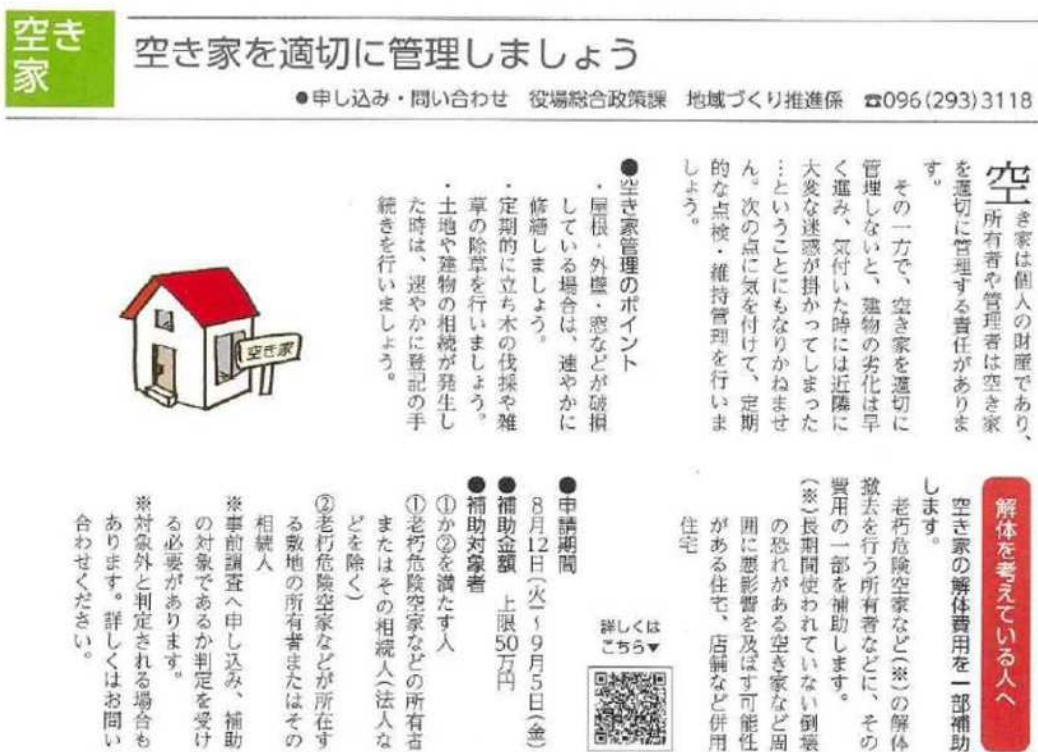 空き
家
空き家を適切に管理しましょう
●申し込み・問い合わせ 役場総合政策課 地域づくり推進係 ☎096(293)3118
空き家は個人の財産であり、
所有者や管理者は空き家
を適切に管理する責任がありま
す。
その一方で、空き家を適切に
管理しないと、建物の劣化は早
く進み、気付いた時には近隣に
大変な迷惑が掛かってしまった
…ということにもなりかねませ
ん。次の点に気を付けて、定期
的な点検・維持管理を行いま
しょう。
●空き家管理のポイント
・屋根・外壁・窓などが破損
している場合は、速やかに
修繕しましょう。
・定期的に立ち木の伐採や雑
草の除草を行いましょう。
・土地や建物の相続が発生し
た時は、速やかに登記の手
続きを行いましょう。
空き家
解体を考えている人へ
空き家の解体費用を一部補助
します。
老朽危険空家など(※)の解体
撤去を行う所有者などに、その
費用の一部を補助します。
(※)長期間使われていない倒壊
の恐れがある空き家など周
囲に悪影響を及ぼす可能性
がある住宅、店舗など併用
住宅
詳しくは
こちら▼
●申請期間
8月12日(火)~9月5日(金)
●補助金額 上限50万円
●補助対象者
①か②を満たす人
①老朽危険空家などの所有者
またはその相続人(法人な
どを除く)
②老朽危険空家などが所在す
る敷地の所有者またはその
相続人
※事前調査へ申し込み、補助
の対象であるか判定を受け
る必要があります。
※対象外と判定される場合も
あります。詳しくはお問い
合わせください。